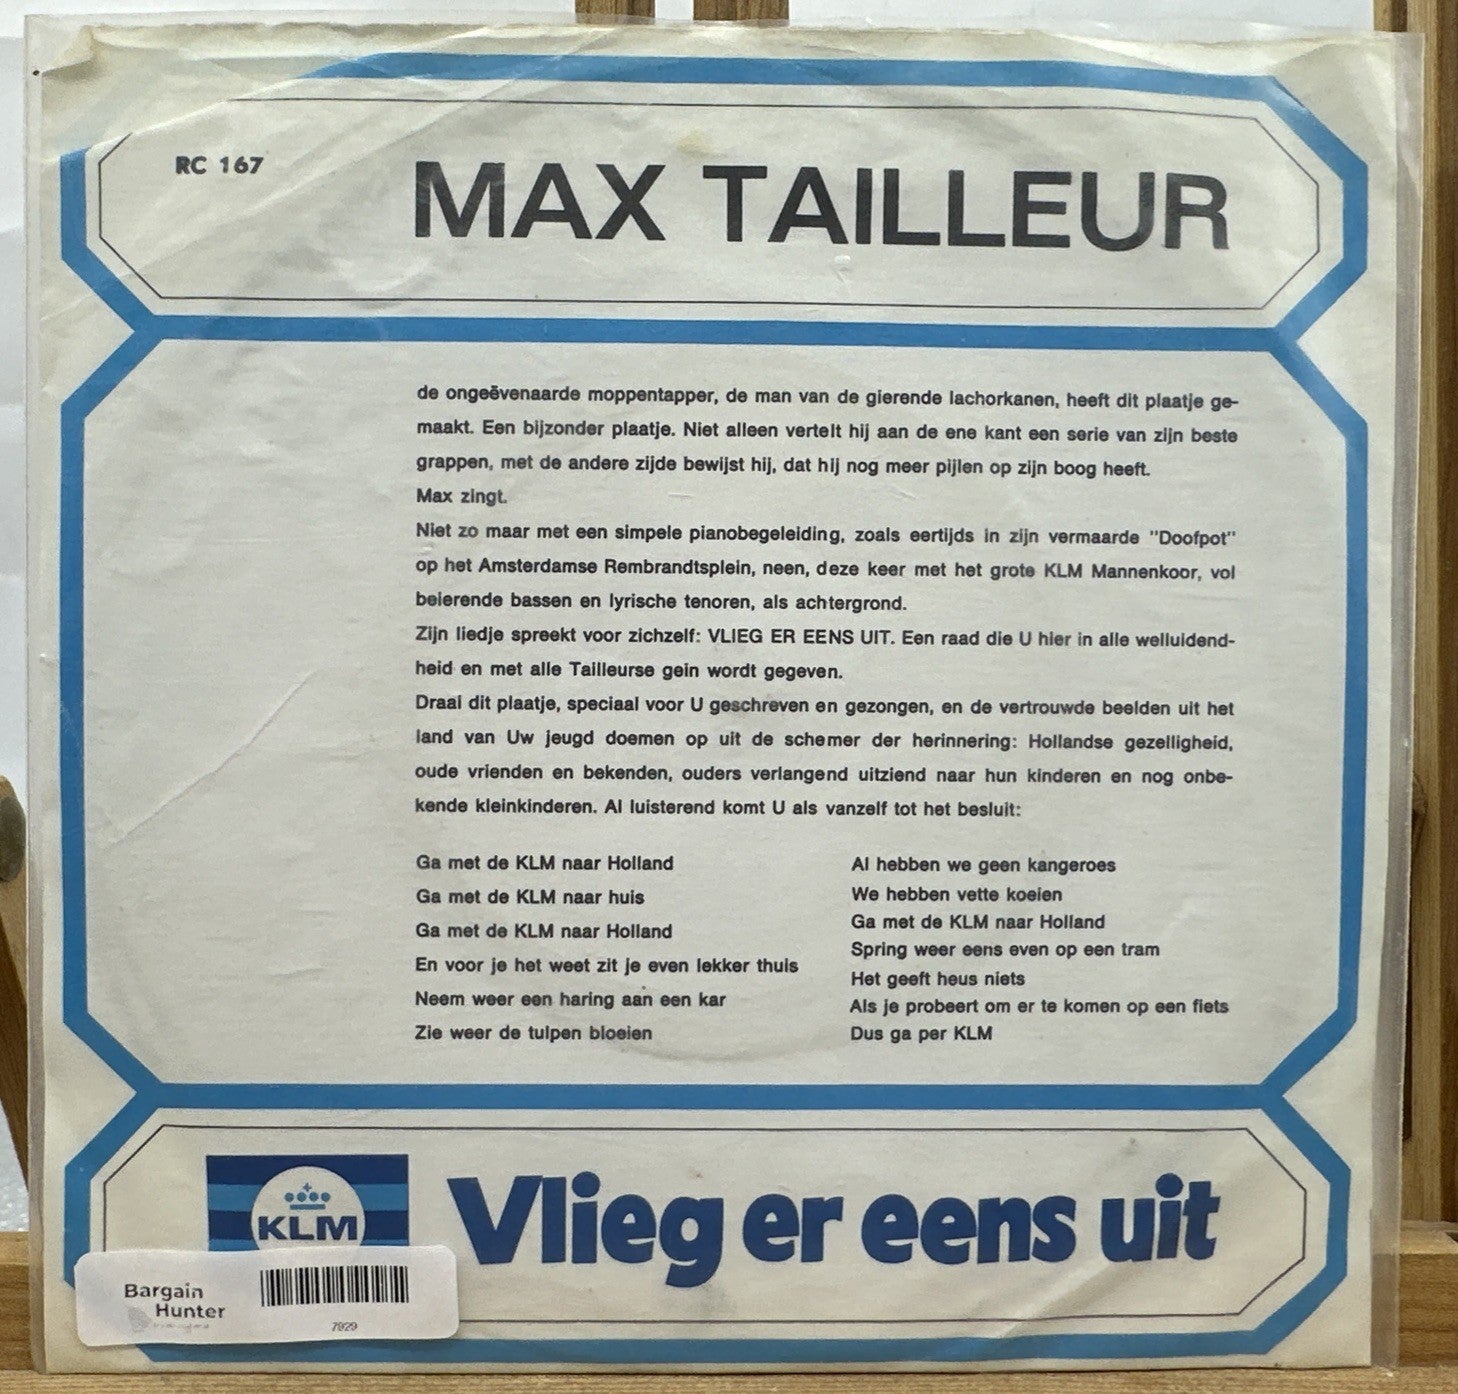 RC 167
MAX TAILLEUR
de ongeëvenaarde moppentapper, de man van de gierende lachorkanen, heeft dit plaatje ge-
maakt. Een bijzonder plaatje. Niet alleen vertelt hij aan de ene kant een serie van zijn beste
grappen, met de andere zijde bewijst hij, dat hij nog meer pijlen op zijn boog heeft.
Max zingt.
Niet zo maar met een simpele pianobegeleiding, zoals eertijds in zijn vermaarde "Doofpot"
op het Amsterdamse Rembrandtsplein, neen, deze keer met het grote KLM Mannenkoor, vol
beierende bassen en lyrische tenoren, als achtergrond.
Zijn liedje spreekt voor zichzelf: VLIEG ER EENS UIT. Een raad die U hier in alle welluidend-
heid en met alle Tailleurse gein wordt gegeven.
Draai dit plaatje, speciaal voor U geschreven en gezongen, en de vertrouwde beelden uit het
land van Uw jeugd doemen op uit de schemer der herinnering: Hollandse gezelligheid,
oude vrienden en bekenden, ouders verlangend uitziend naar hun kinderen en nog onbe-
kende kleinkinderen. Al luisterend komt U als vanzelf tot het besluit:
Ga met de KLM naar Holland
Ga met de KLM naar huis
Ga met de KLM naar Holland
En voor je het weet zit je even lekker thuis
Neem weer een haring aan een kar
Zie weer de tulpen bloeien
Al hebben we geen kangeroes
We hebben vette koeien
Ga met de KLM naar Holland
Spring weer eens even op een tram
Het geeft heus niets
Als je probeert om er te komen op een fiets
Dus ga per KLM
KLM
Vlieg er eens uit
Bargain
Hunter
7929